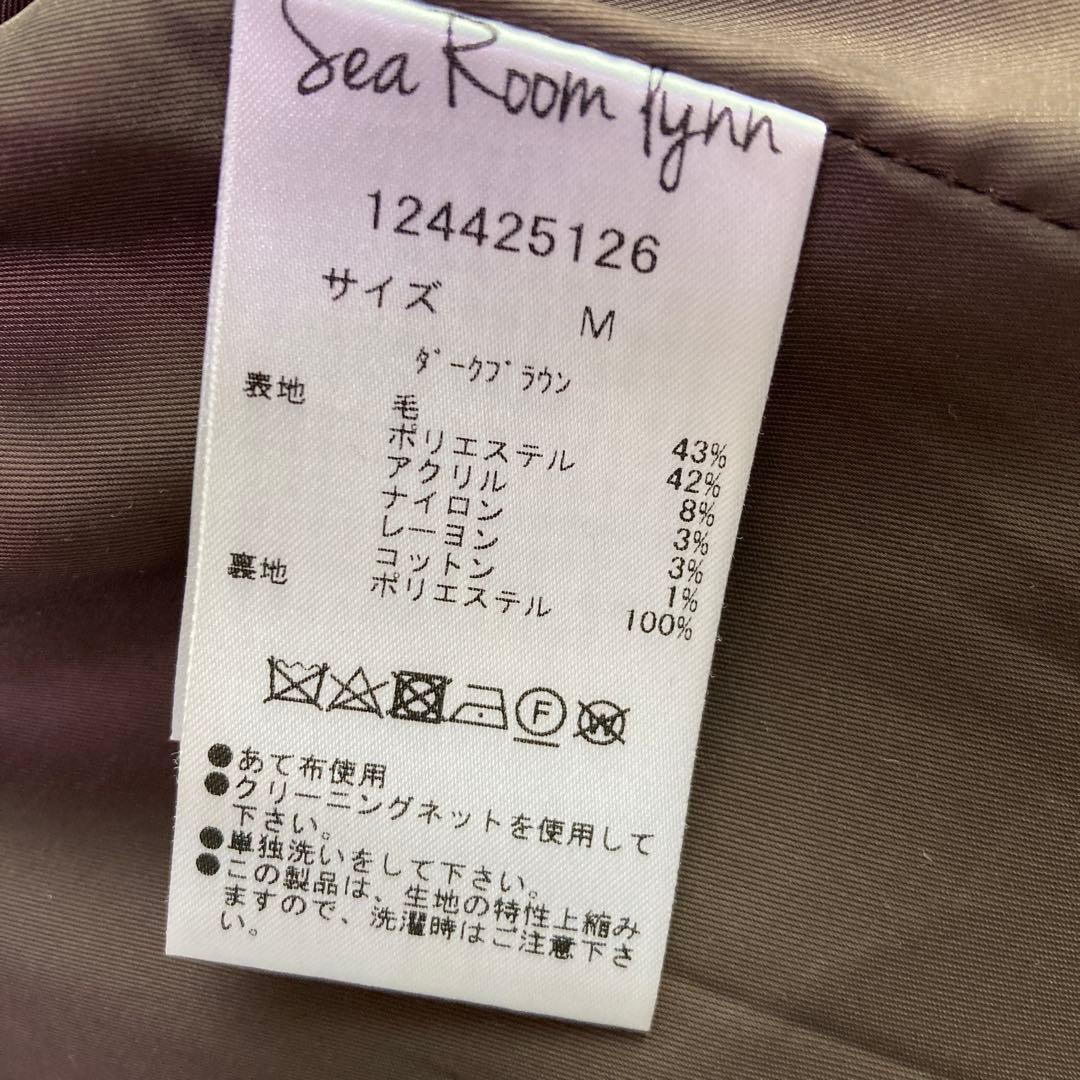 Sea Room lynn
124425126
サイズ M
ﾀﾞｰｸﾌﾞﾗｳﾝ
表地 毛 43%
ポリエステル 42%
アクリル 8%
ナイロン 3%
レーヨン 3%
コットン 1%
裏地 ポリエステル 100%
F W
●あて布使用
●クリーニングネットを使用して
下さい。
●単独洗いをして下さい。
●この製品は、生地の特性上縮み
ますので、洗濯時はご注意下さ
い。